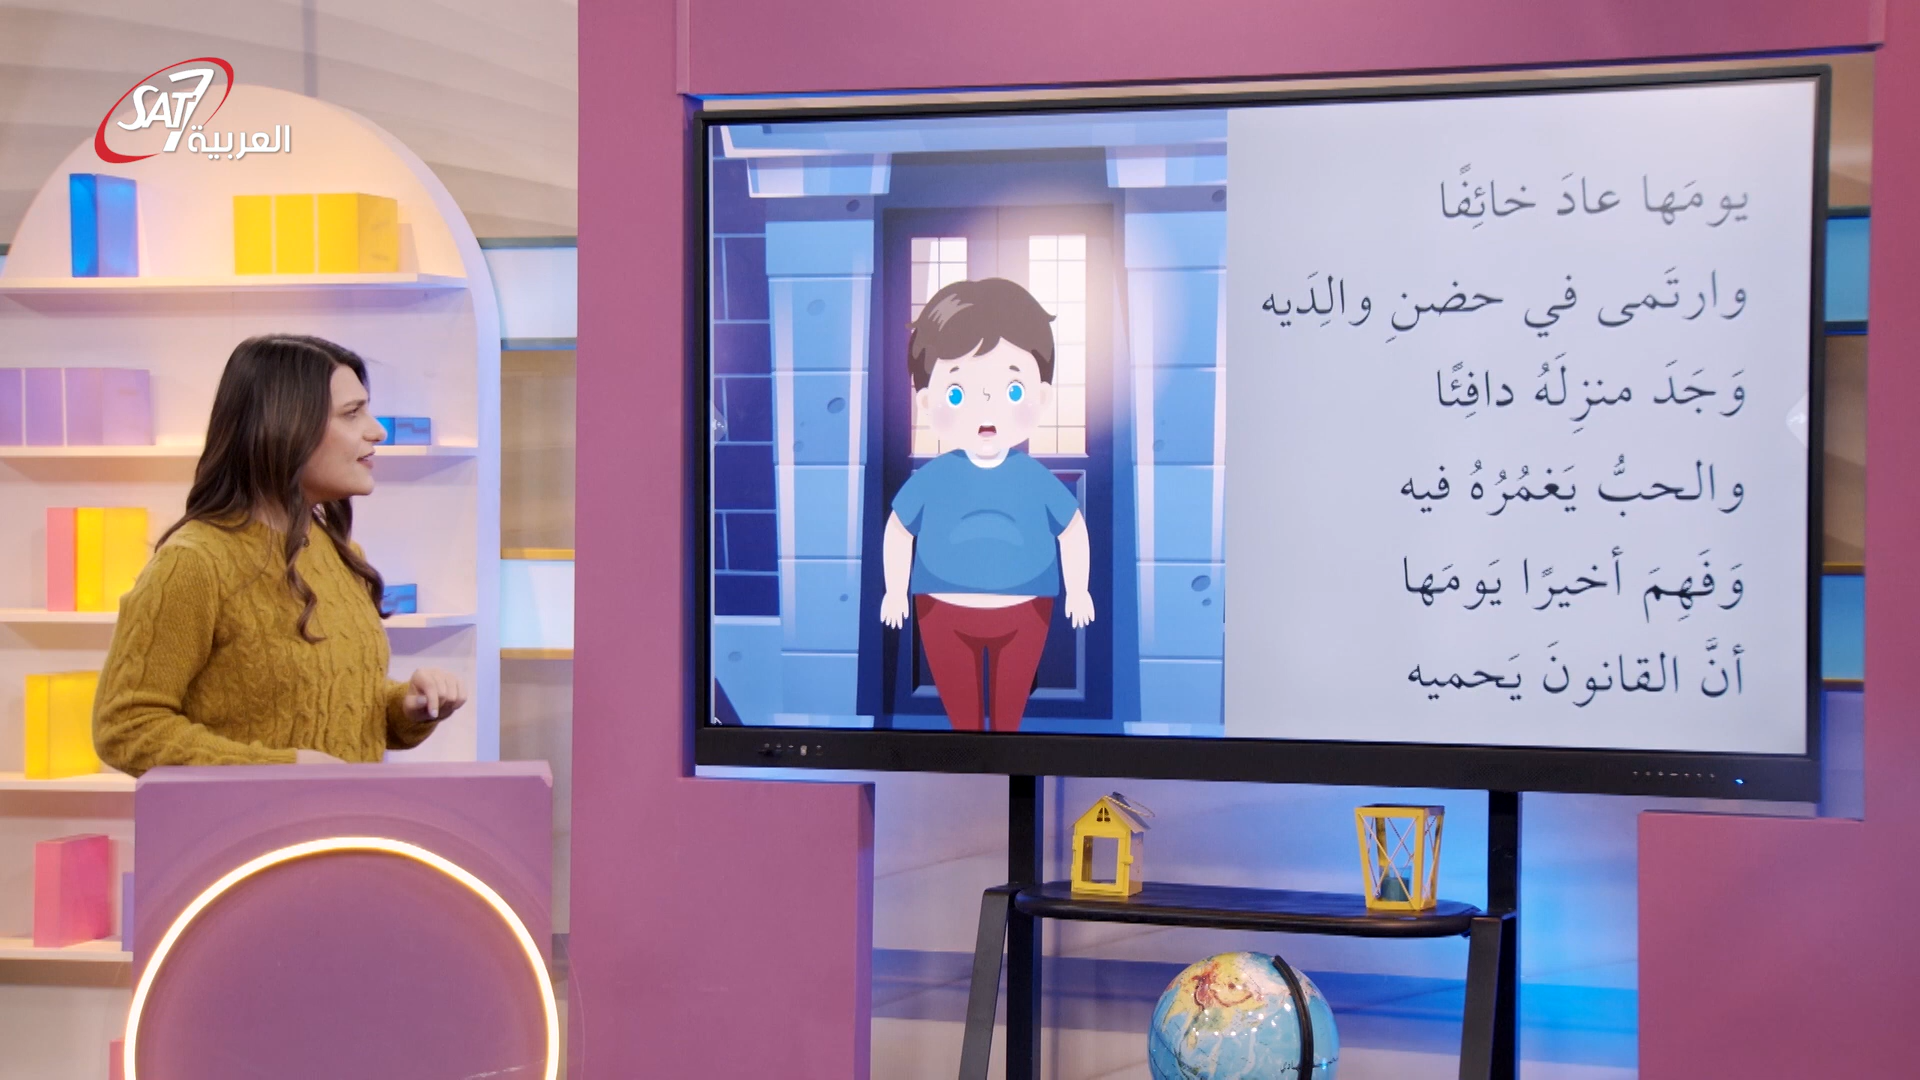 SAT7
العربية
يومَها عادَ خائِفًا
وارتَمى في حضنِ والِدَيه
وَجَدَ منزِلَهُ دافِئًا
والحبُّ يَغمُرُهُ فيه
وَفَهِمَ أخيرًا يَومَها
أنَّ القانونَ يَحميه